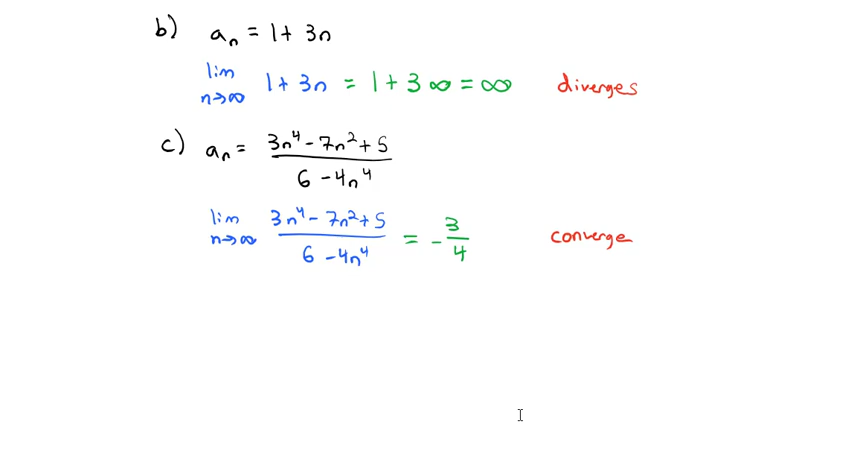 b) aₙ = 1 + 3n
lim n→∞ 1 + 3n = 1 + 3 ∞ = ∞ diverges
c) aₙ = (3n⁴ - 7n² + 5) / (6 - 4n⁴)
lim n→∞ (3n⁴ - 7n² + 5) / (6 - 4n⁴) = - 3/4 converge